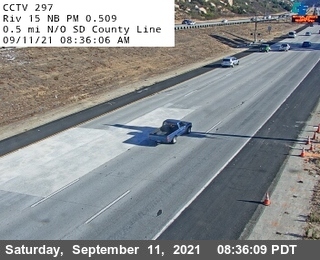 CCTV 297
Riv 15 NB PM 0.509
0.5 mi N/O SD County Line
09/11/21 08:36:06 AM
Saturday, September 11, 2021 08:36:09 PDT